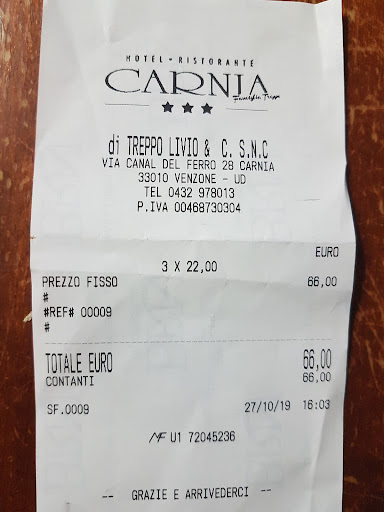 HOTEL - RISTORANTE
CARNIA
Famiglia Treppo
di TREPPO LIVIO & C. S.N.C
VIA CANAL DEL FERRO 28 CARNIA
33010 VENZONE - UD
TEL 0432 978013
P.IVA 00468730304
EURO
3 X 22,00
PREZZO FISSO 66,00
#
#REF# 00009
#
TOTALE EURO 66,00
CONTANTI 66,00
SF.0009 27/10/19 16:03
MF U1 72045236
-- GRAZIE E ARRIVEDERCI --